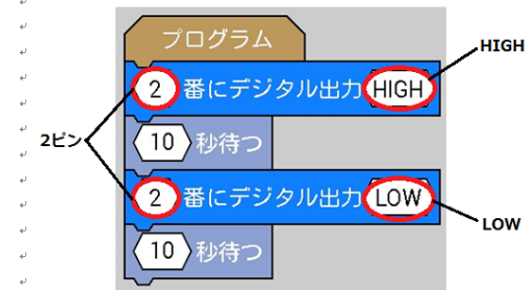 プログラム
HIGH
2 番にデジタル出力 HIGH
2ピン
10 秒待つ
2 番にデジタル出力 LOW
LOW
10 秒待つ